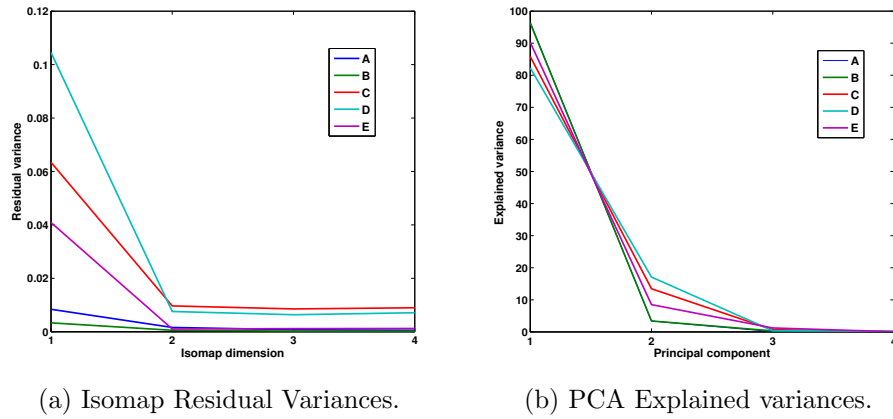 0.12
0.1
0.08
0.06
0.04
0.02
0
1 2 3 4
Residual variance
Isomap dimension
A
B
C
D
E
(a) Isomap Residual Variances.
100
90
80
70
60
50
40
30
20
10
0
1 2 3 4
Explained variance
Principal component
A
B
C
D
E
(b) PCA Explained variances.